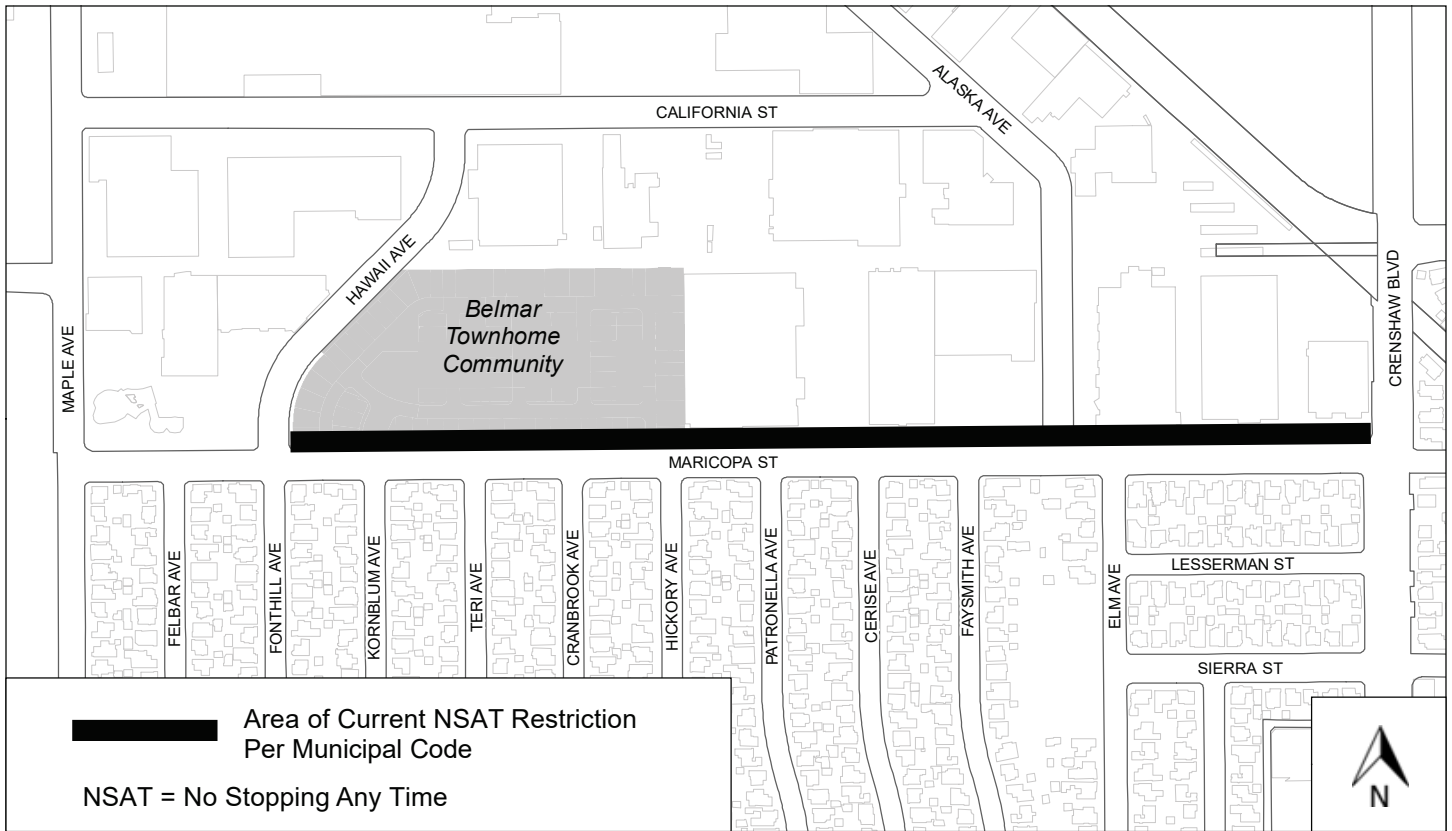 CALIFORNIA ST
ALASKA AVE
HAWAII AVE
CRENSHAW BLVD
MAPLE AVE
Belmar
Townhome
Community
MARICOPA ST
FELBAR AVE
FONTHILL AVE
KORNBLUM AVE
TERI AVE
CRANBROOK AVE
HICKORY AVE
PATRONELLA AVE
CERISE AVE
FAYSMITH AVE
ELM AVE
LESSERMAN ST
SIERRA ST
Area of Current NSAT Restriction
Per Municipal Code
NSAT = No Stopping Any Time
N